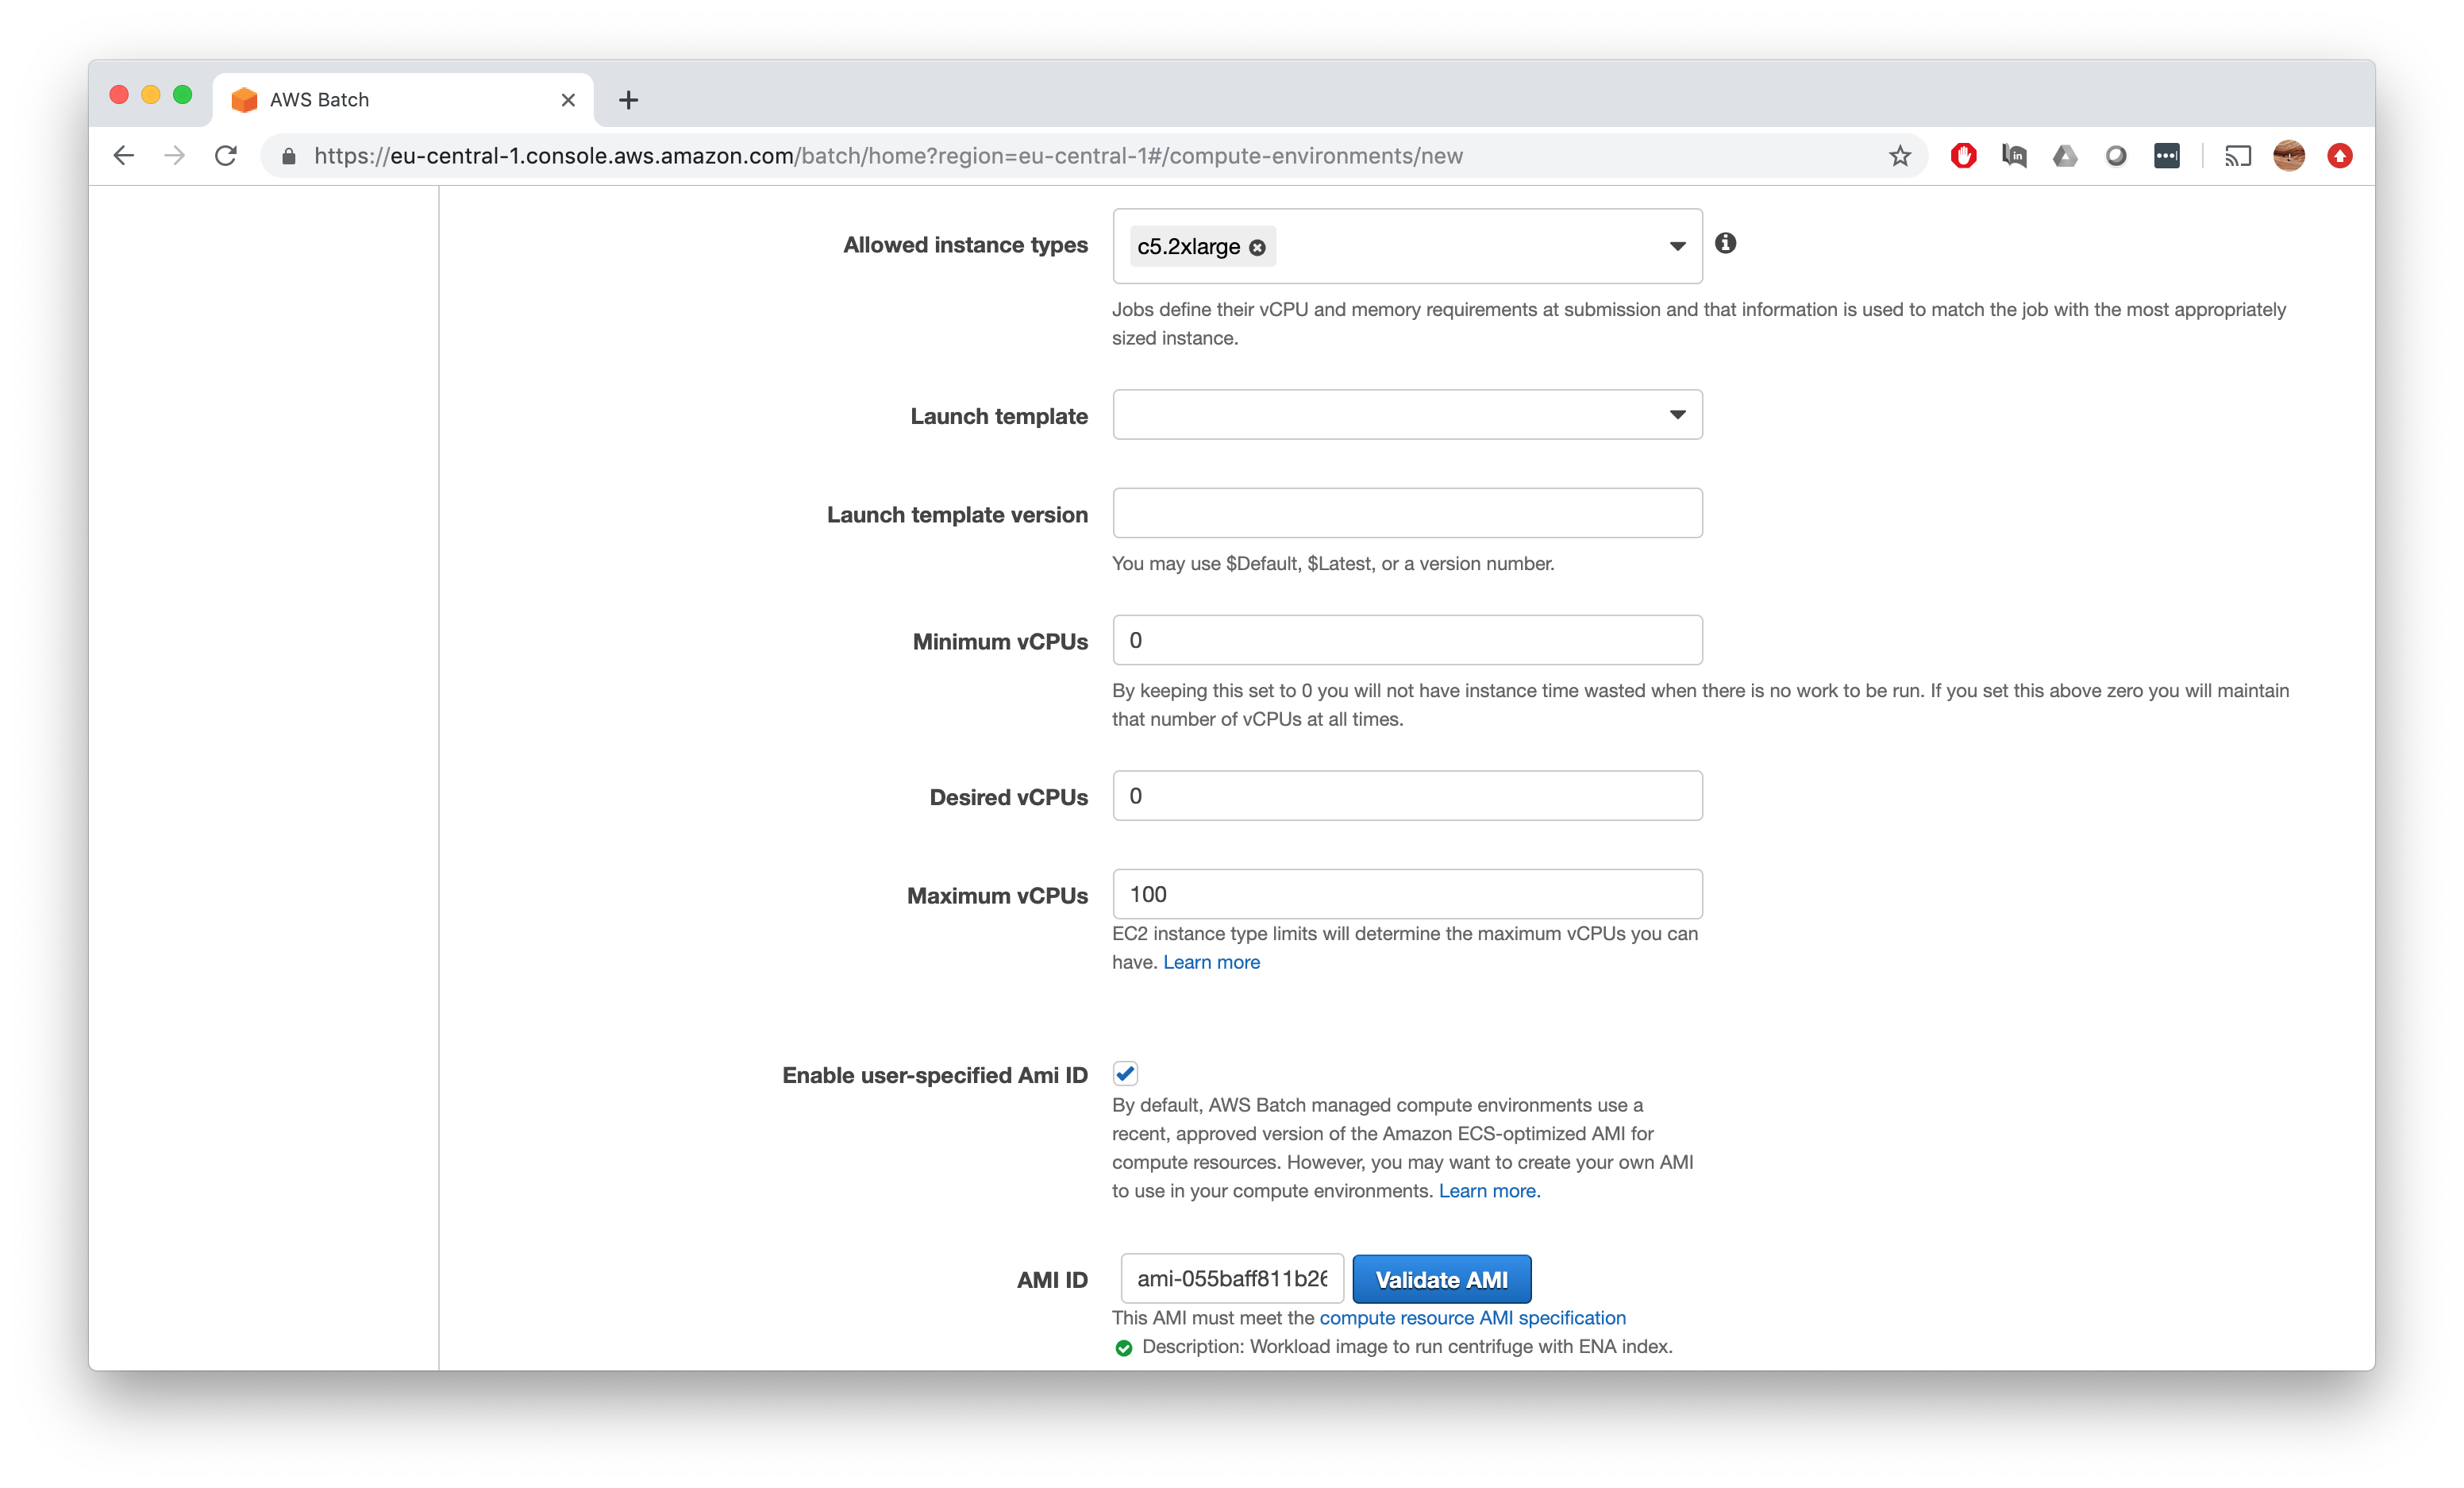 AWS Batch
https://eu-central-1.console.aws.amazon.com/batch/home?region=eu-central-1#/compute-environments/new
Allowed instance types
c5.2xlarge
Jobs define their vCPU and memory requirements at submission and that information is used to match the job with the most appropriately
sized instance.
Launch template
Launch template version
You may use $Default, $Latest, or a version number.
Minimum vCPUs
0
By keeping this set to 0 you will not have instance time wasted when there is no work to be run. If you set this above zero you will maintain
that number of vCPUs at all times.
Desired vCPUs
0
Maximum vCPUs
100
EC2 instance type limits will determine the maximum vCPUs you can
have. Learn more
Enable user-specified Ami ID
By default, AWS Batch managed compute environments use a
recent, approved version of the Amazon ECS-optimized AMI for
compute resources. However, you may want to create your own AMI
to use in your compute environments. Learn more.
AMI ID
ami-055baff811b26
Validate AMI
This AMI must meet the compute resource AMI specification
Description: Workload image to run centrifuge with ENA index.